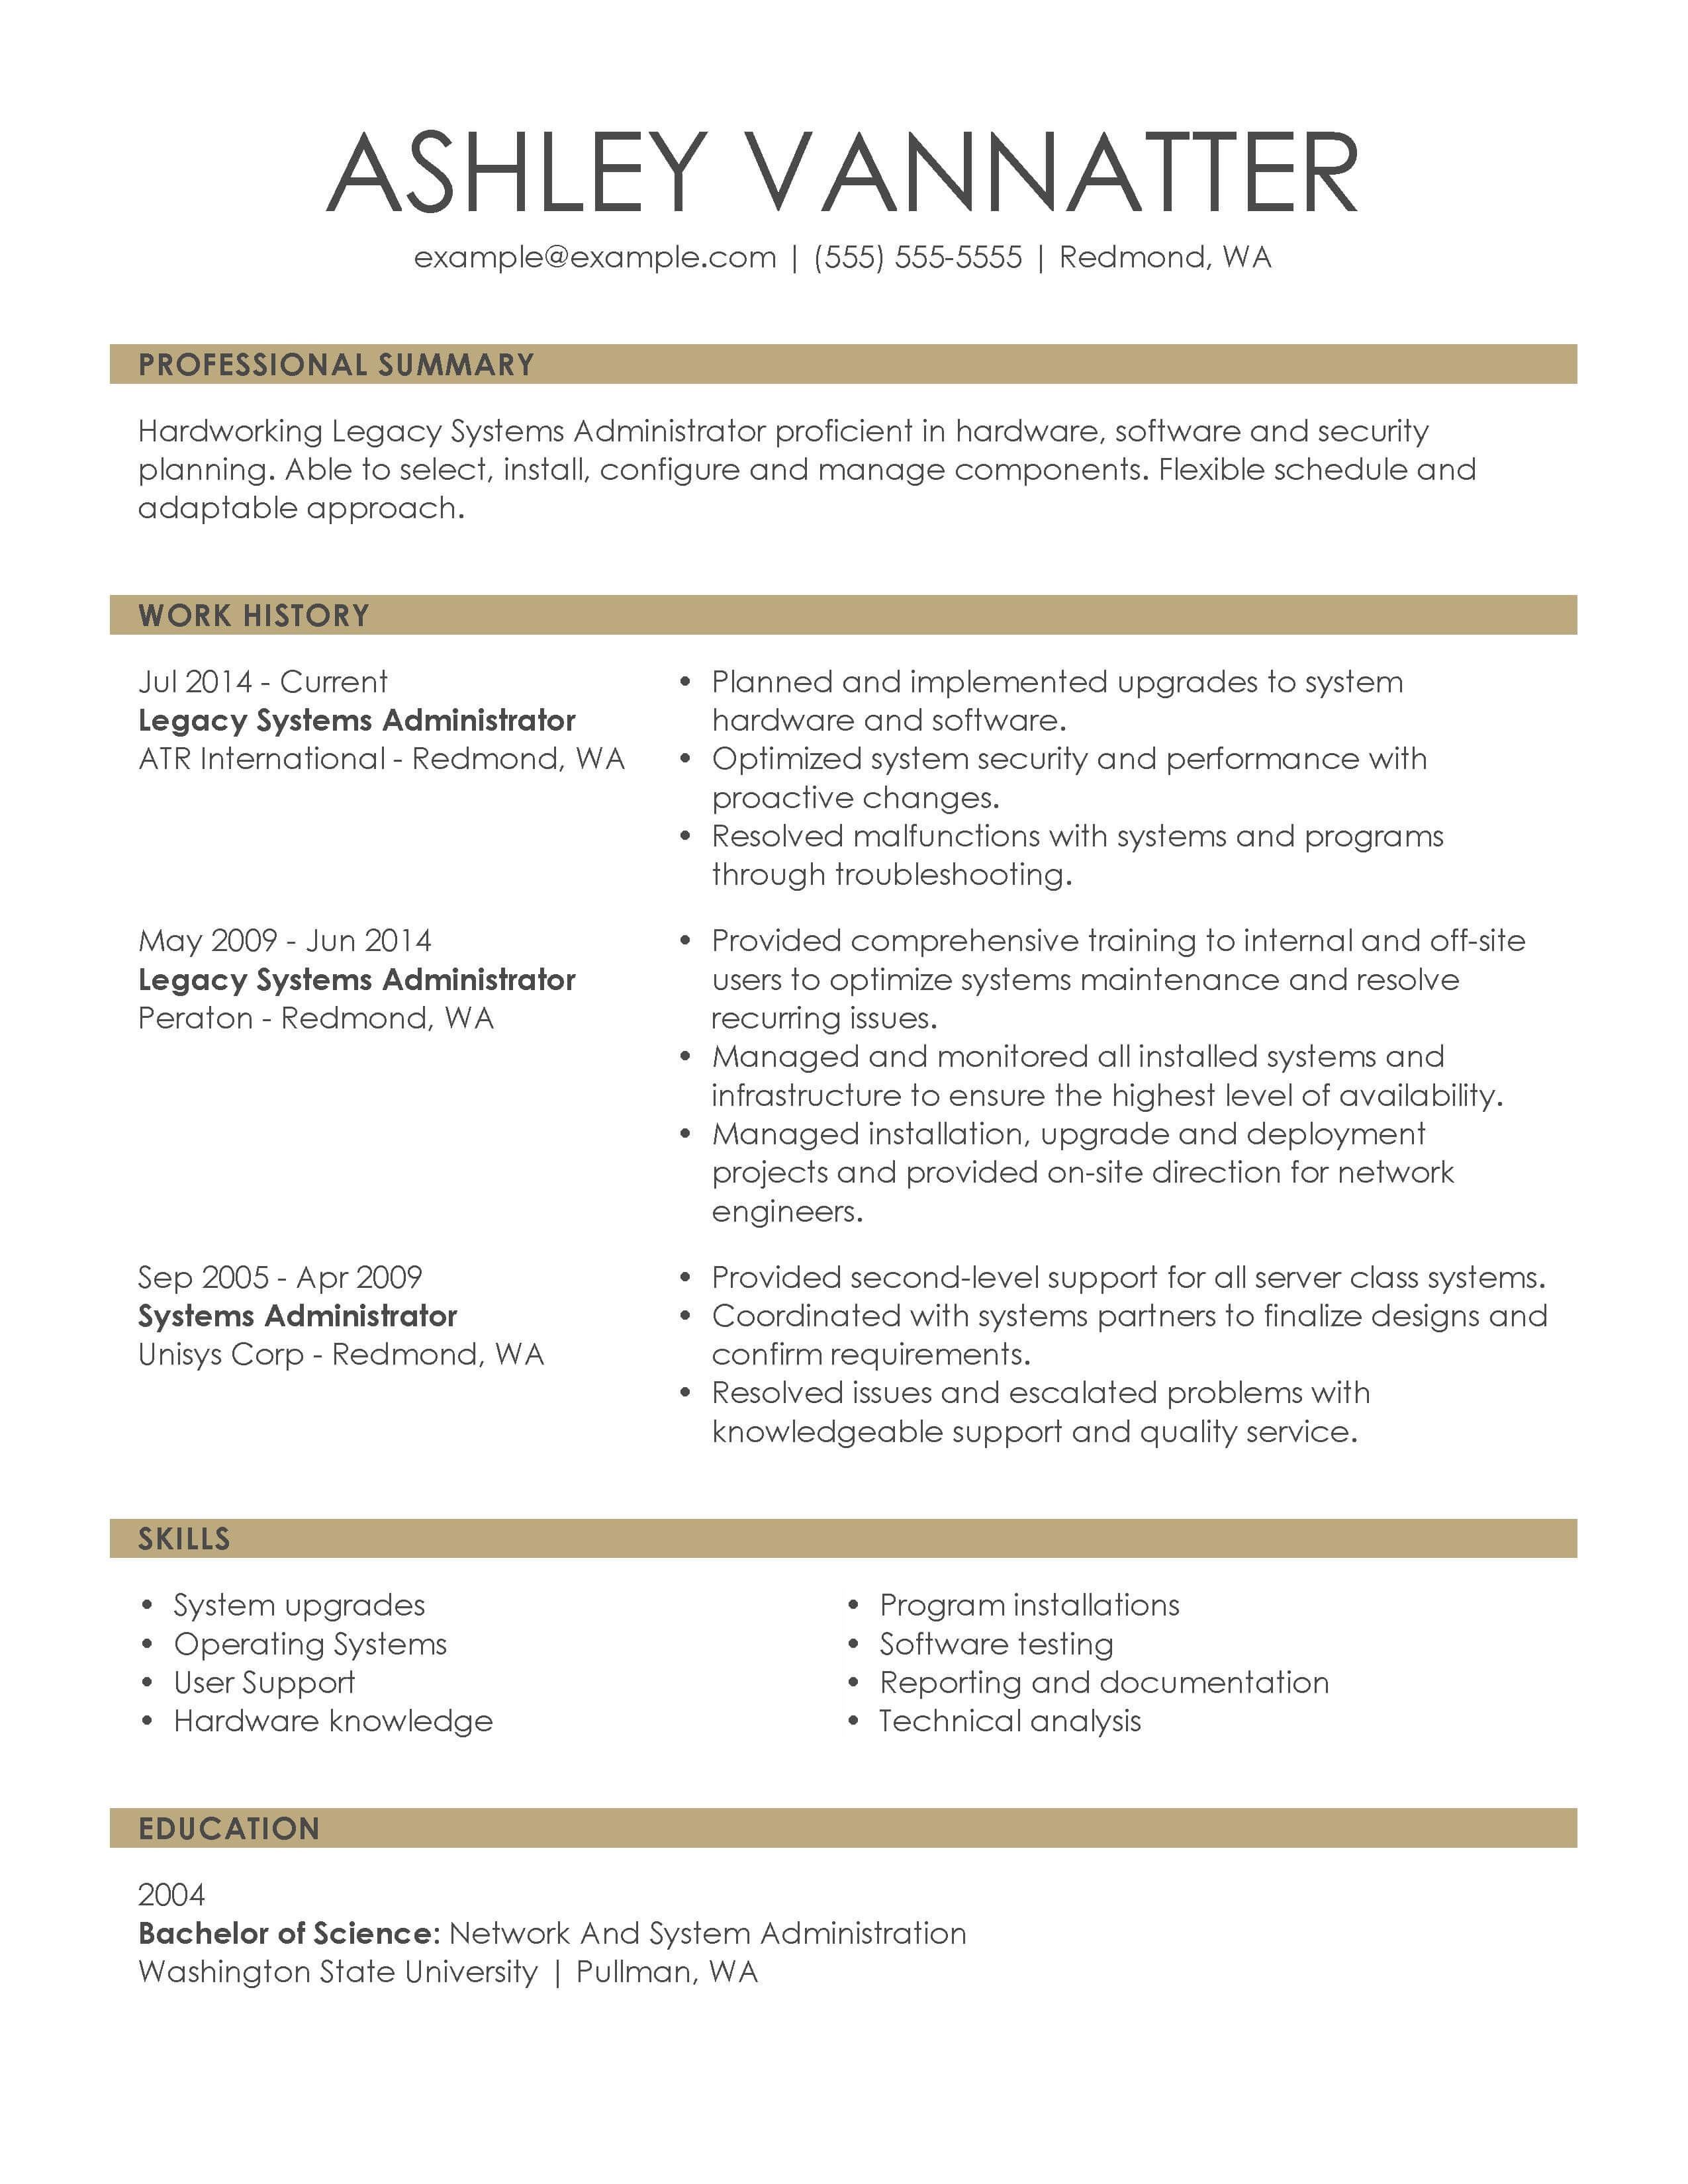 ASHLEY VANNATTER
example@example.com | (555) 555-5555 | Redmond, WA
PROFESSIONAL SUMMARY
Hardworking Legacy Systems Administrator proficient in hardware, software and security
planning. Able to select, install, configure and manage components. Flexible schedule and
adaptable approach.
WORK HISTORY
Jul 2014 - Current
Legacy Systems Administrator
ATR International - Redmond, WA
• Planned and implemented upgrades to system
hardware and software.
• Optimized system security and performance with
proactive changes.
• Resolved malfunctions with systems and programs
through troubleshooting.
May 2009 - Jun 2014
Legacy Systems Administrator
Peraton - Redmond, WA
• Provided comprehensive training to internal and off-site
users to optimize systems maintenance and resolve
recurring issues.
• Managed and monitored all installed systems and
infrastructure to ensure the highest level of availability.
• Managed installation, upgrade and deployment
projects and provided on-site direction for network
engineers.
Sep 2005 - Apr 2009
Systems Administrator
Unisys Corp - Redmond, WA
• Provided second-level support for all server class systems.
• Coordinated with systems partners to finalize designs and
confirm requirements.
• Resolved issues and escalated problems with
knowledgeable support and quality service.
SKILLS
• System upgrades
• Operating Systems
• User Support
• Hardware knowledge
• Program installations
• Software testing
• Reporting and documentation
• Technical analysis
EDUCATION
2004
Bachelor of Science: Network And System Administration
Washington State University | Pullman, WA